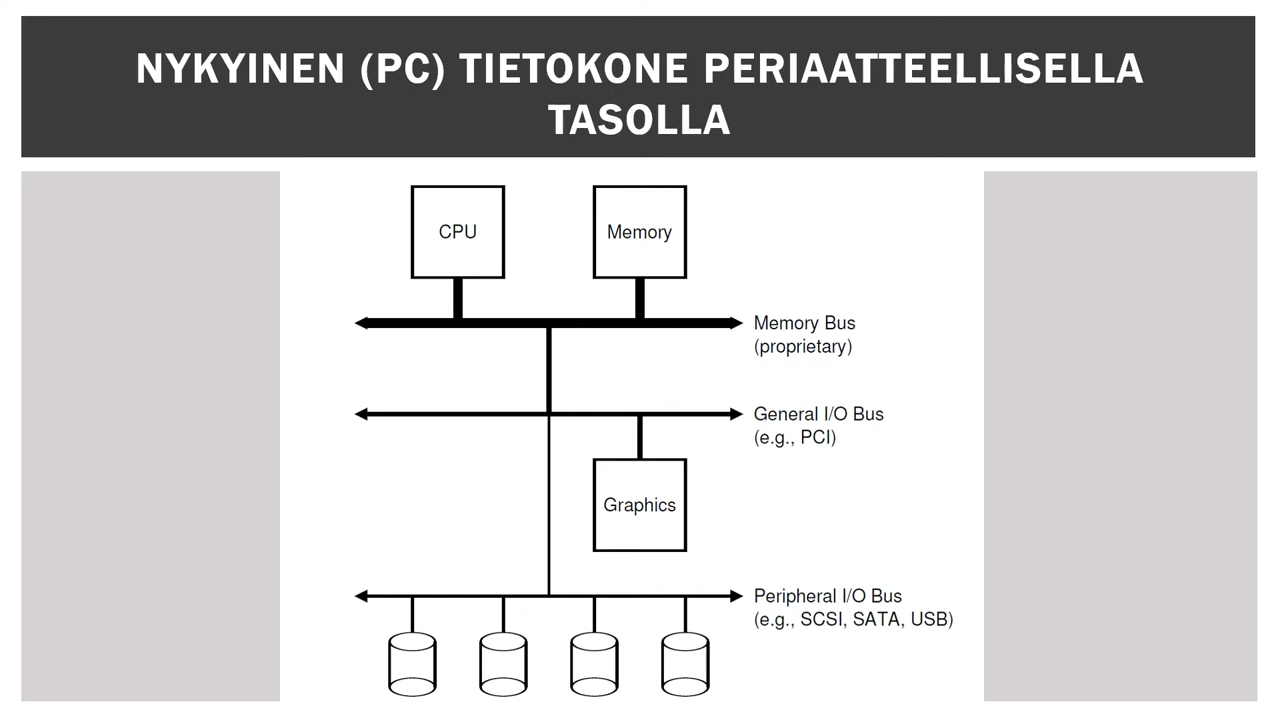 NYKYINEN (PC) TIETOKONE PERIAATTEELLISELLA
TASOLLA
CPU
Memory
Memory Bus
(proprietary)
General I/O Bus
(e.g., PCI)
Graphics
Peripheral I/O Bus
(e.g., SCSI, SATA, USB)